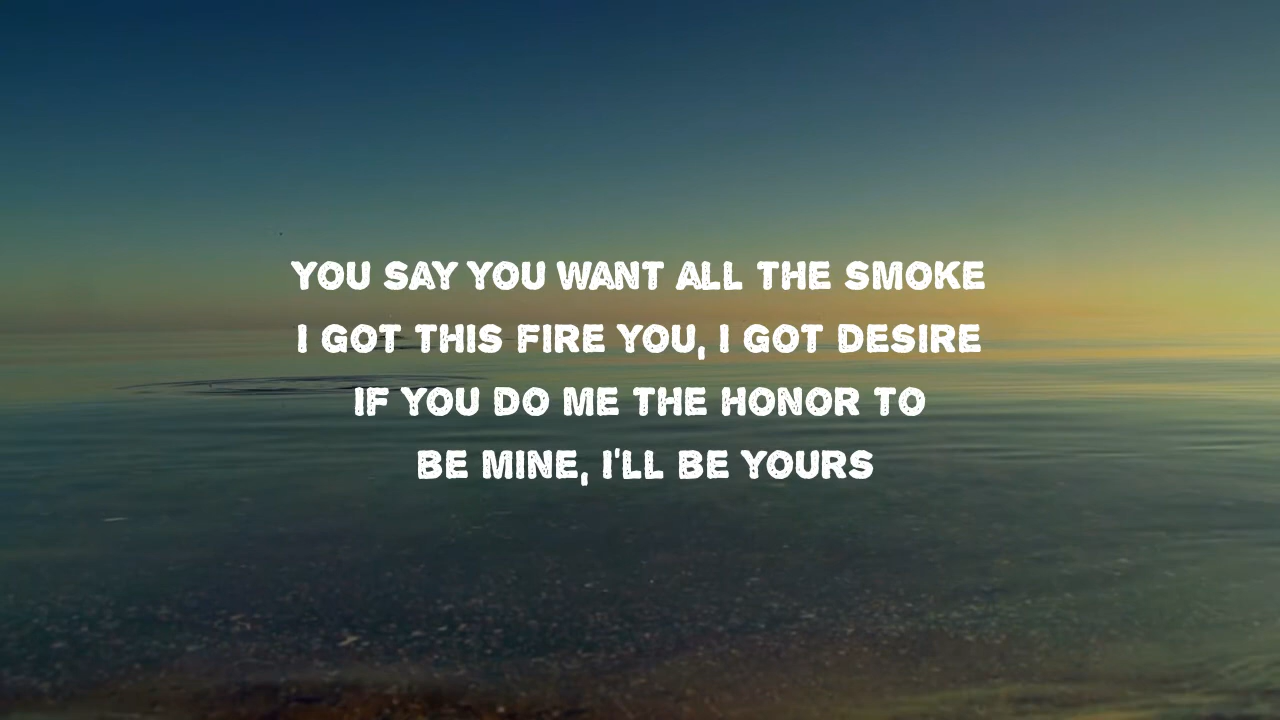 YOU SAY YOU WANT ALL THE SMOKE
I GOT THIS FIRE YOU, I GOT DESIRE
IF YOU DO ME THE HONOR TO
BE MINE, I'LL BE YOURS